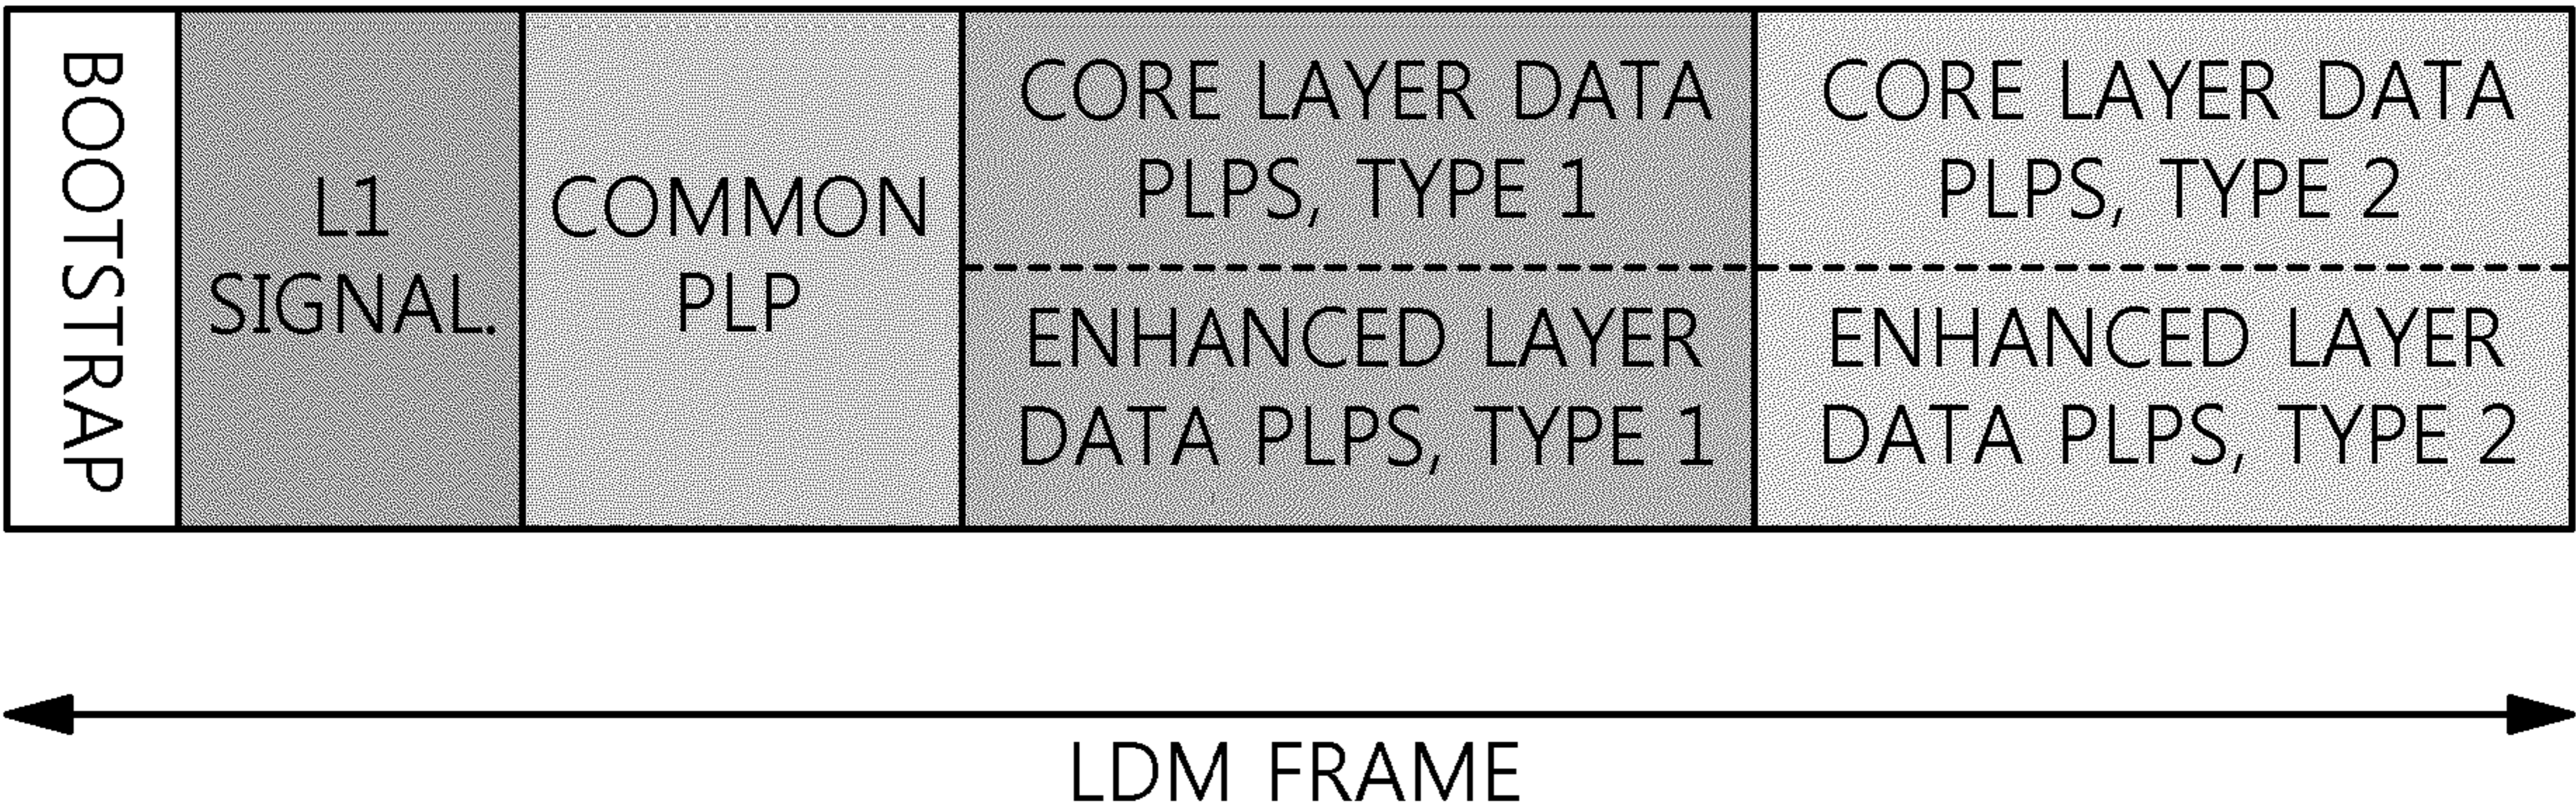 BOOTSTRAP
L1
SIGNAL.
COMMON
PLP
CORE LAYER DATA
PLPS, TYPE 1
ENHANCED LAYER
DATA PLPS, TYPE 1
CORE LAYER DATA
PLPS, TYPE 2
ENHANCED LAYER
DATA PLPS, TYPE 2
LDM FRAME